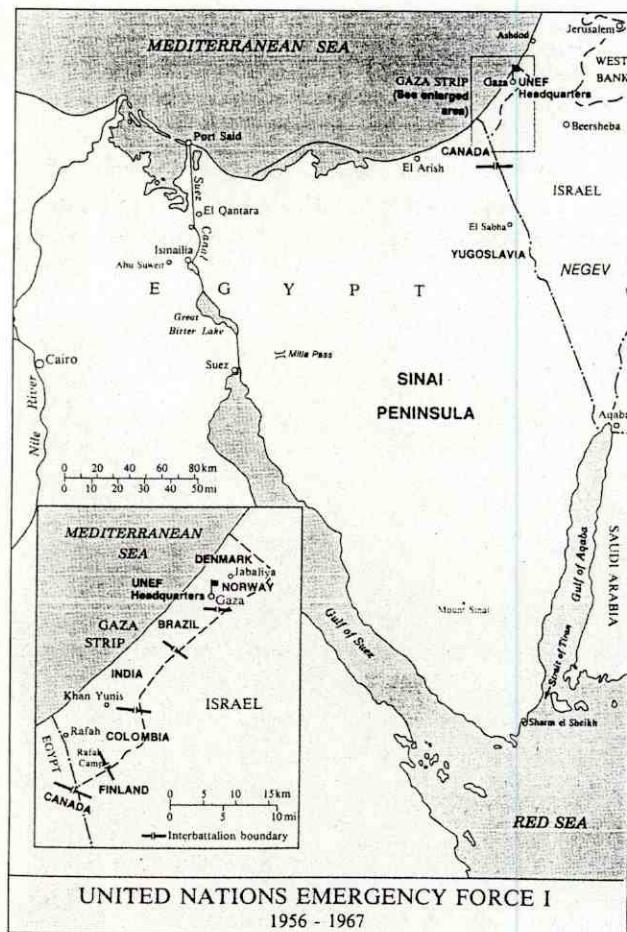 MEDITERRANEAN SEA
Ashdod
Jerusalem
WEST
BANK
GAZA STRIP
(See enlarged
area)
Gaza
UNEF
Headquarters
Port Said
Beersheba
CANADA
El Arish
Suez Canal
El Qantara
ISRAEL
El Sabha
Ismailia
Abu Suweir
YUGOSLAVIA
NEGEV
E G Y P T
Great
Bitter Lake
Mitla Pass
Cairo
Suez
SINAI
PENINSULA
Nile River
Aqaba
0 20 40 60 80 km
0 10 20 30 40 50 mi
MEDITERRANEAN
SEA
DENMARK
Jabaliya
UNEF
Headquarters
NORWAY
Gaza
GAZA
STRIP
BRAZIL
INDIA
Khan Yunis
ISRAEL
Rafah
COLOMBIA
EGYPT
Rafah
Camp
FINLAND
CANADA
0 5 10 15 km
0 5 10 mi
Interbattalion boundary
Gulf of Suez
Mount Sinai
Gulf of Aqaba
SAUDI ARABIA
Strait of Tiran
Sharm el Sheikh
RED SEA
UNITED NATIONS EMERGENCY FORCE I
1956 - 1967